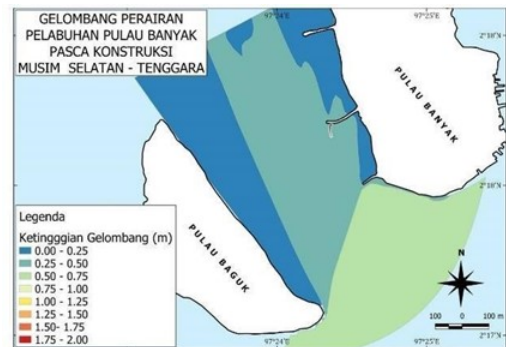 GELOMBANG PERAIRAN
PELABUHAN PULAU BANYAK
PASCA KONSTRUKSI
MUSIM SELATAN - TENGGARA
97°24'E
97°25'E
2°18'N
PULAU BANYAK
2°18'N
PULAU BAGUK
Legenda
Ketingggian Gelombang (m)
0.00 - 0.25
0.25 - 0.50
0.50 - 0.75
0.75 - 1.00
1.00 - 1.25
1.25 - 1.50
1.50- 1.75
1.75 - 2.00
N
100 0 100 m
97°24'E
97°25'E
2°17'N